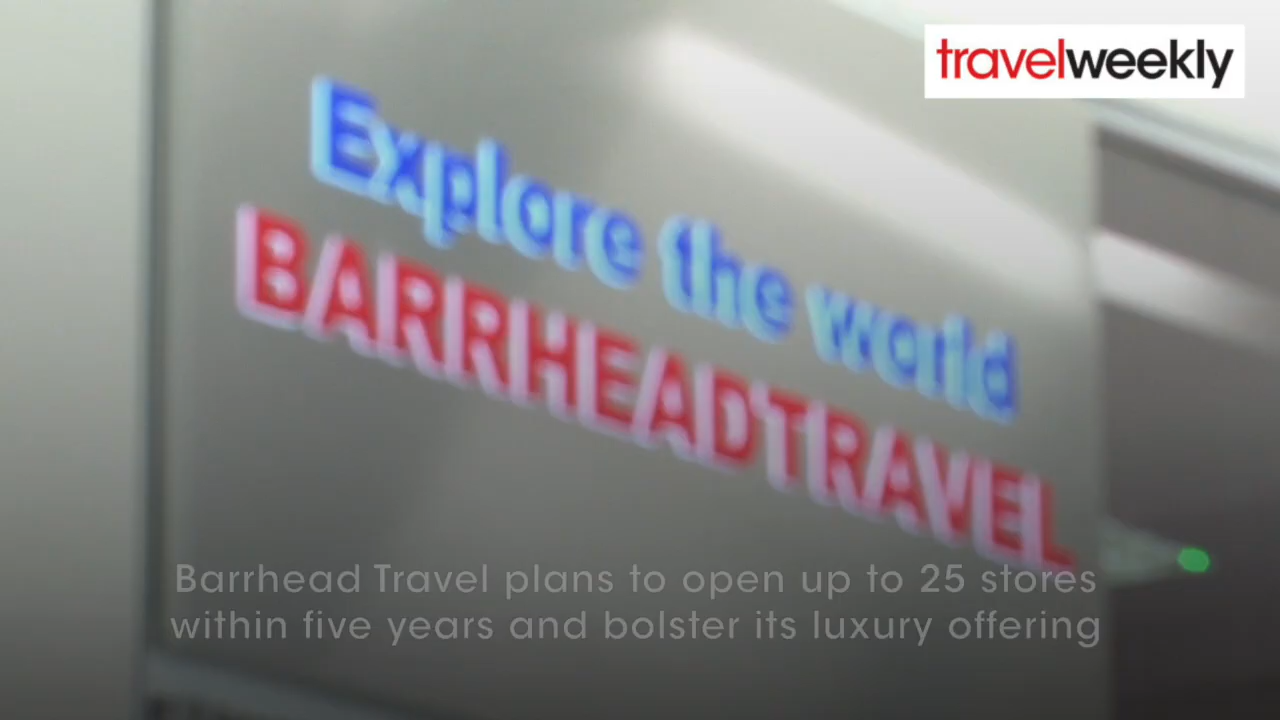 travelweekly
Explore the world
BARRHEADTRAVEL
Barrhead Travel plans to open up to 25 stores
within five years and bolster its luxury offering